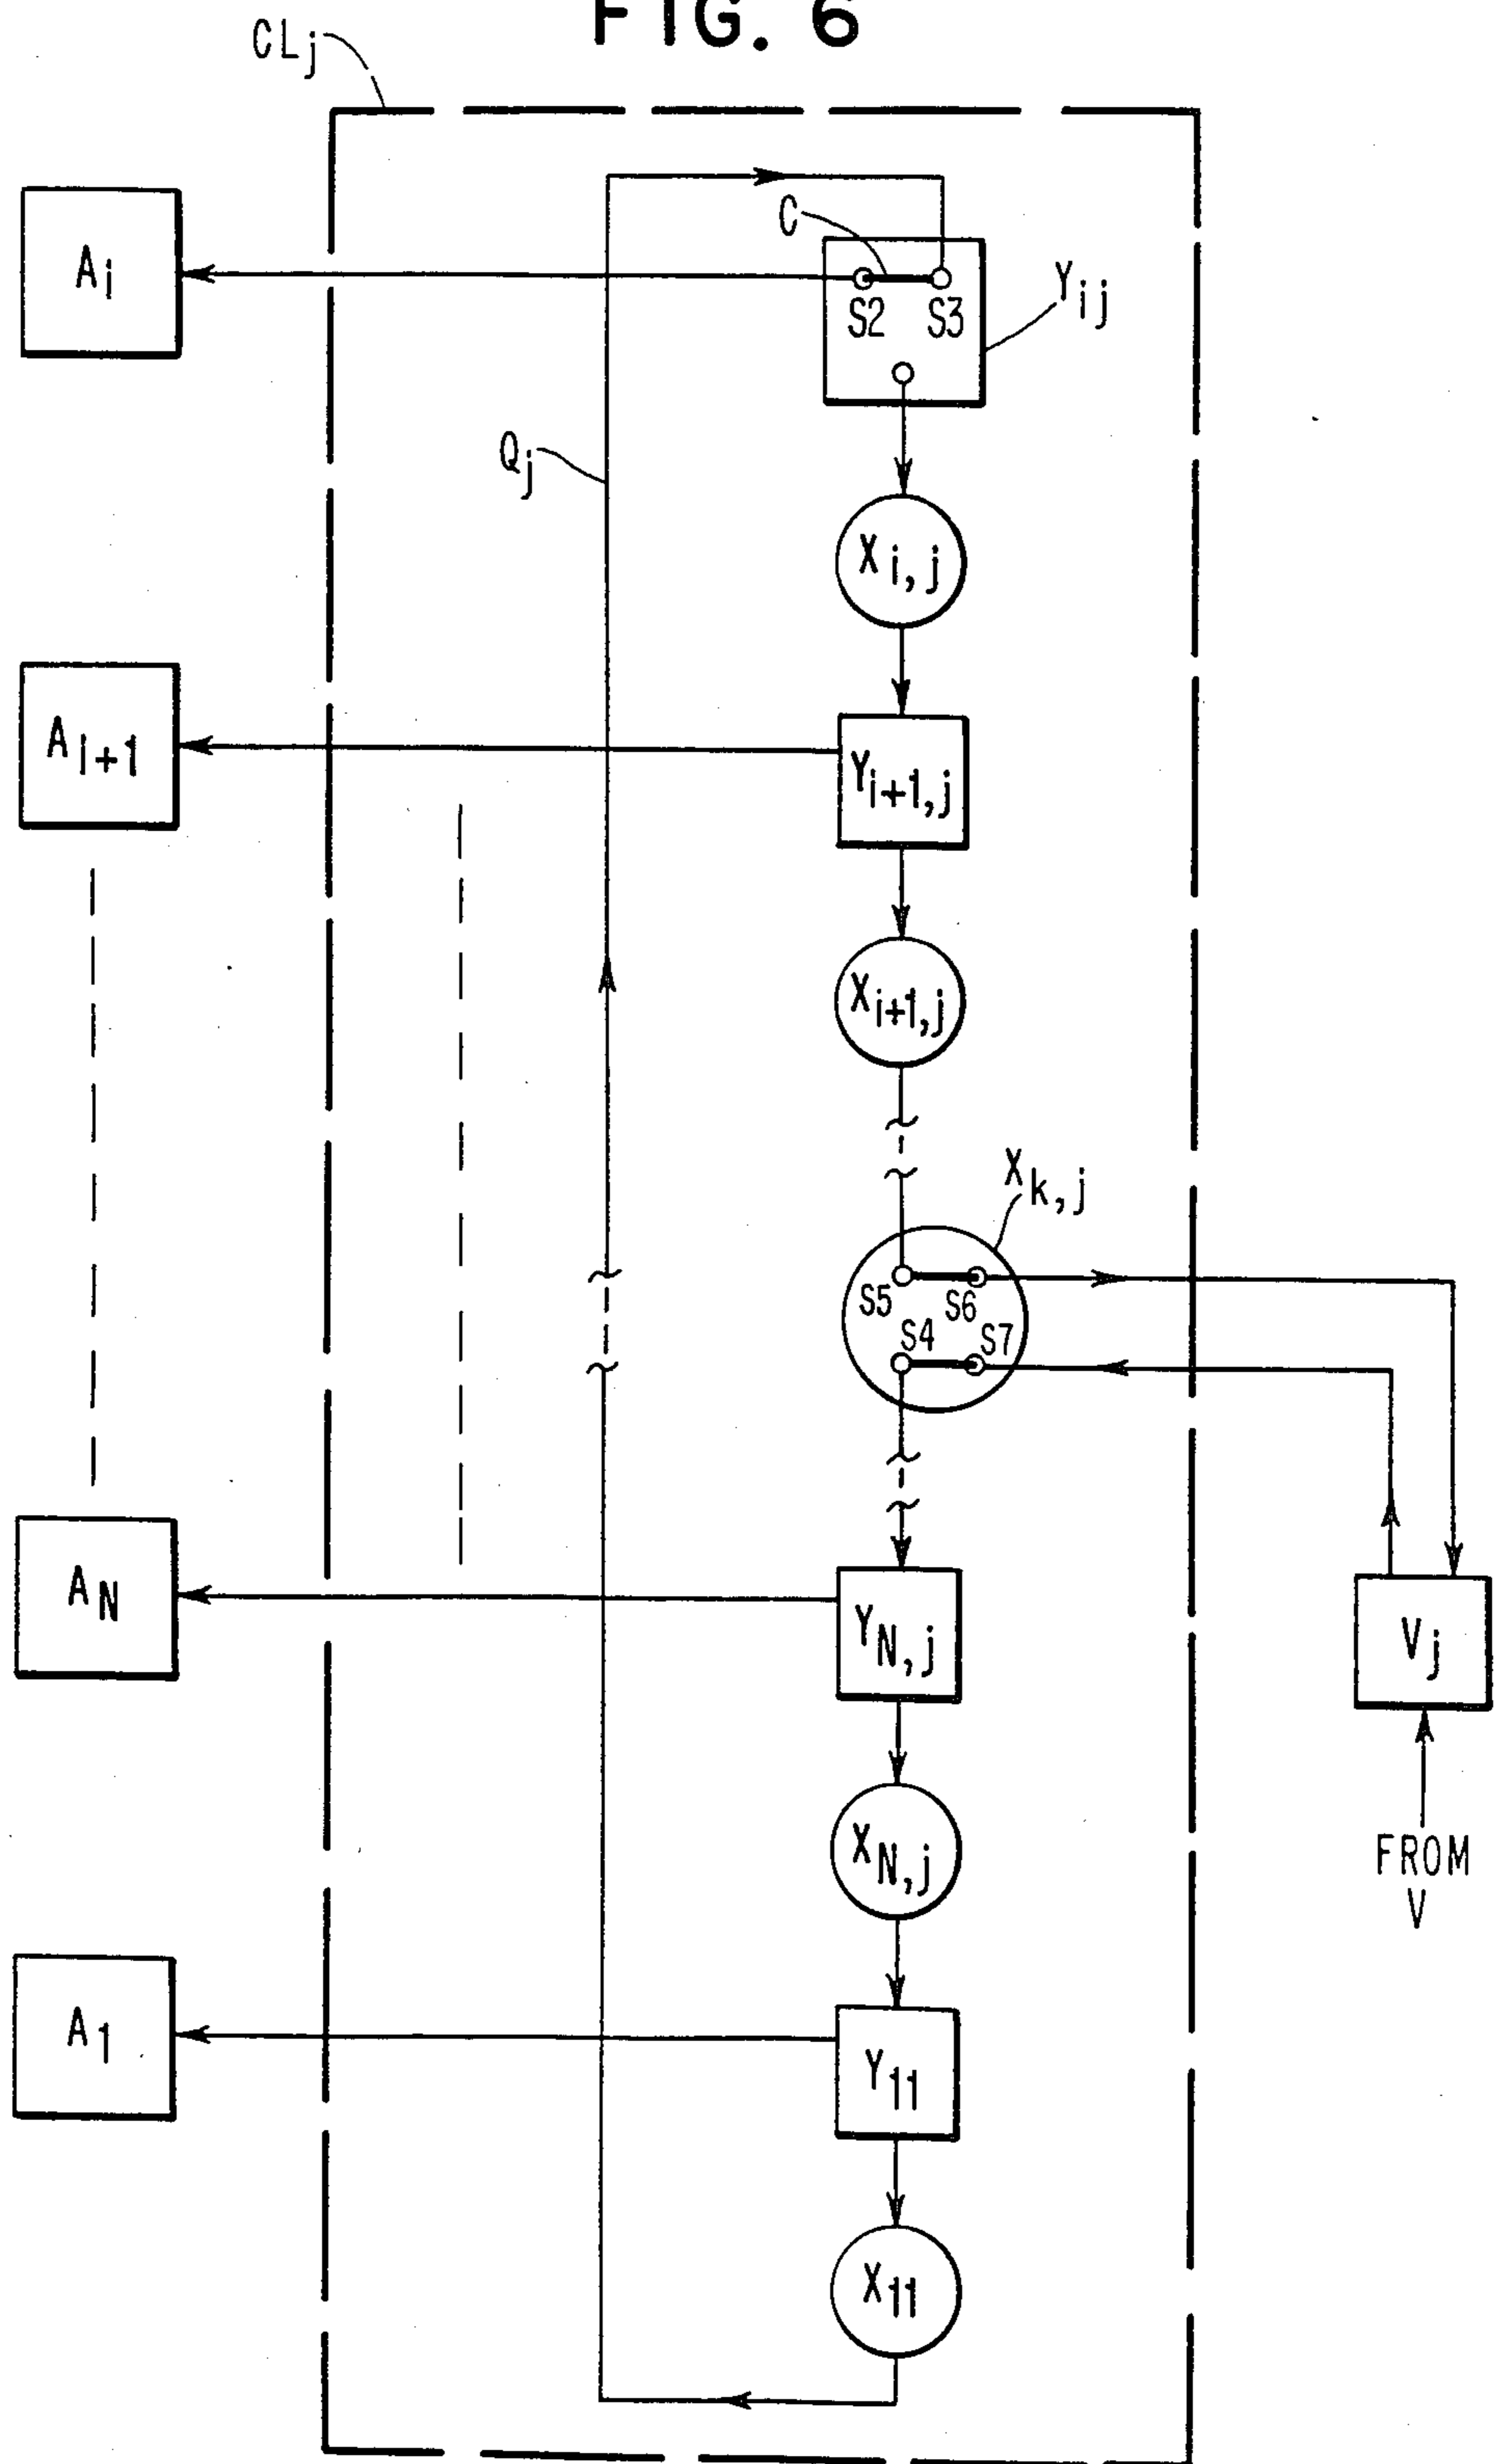 FIG. 6
CLj
Ai
C
S2 S3
Yij
Qj
Xi,j
Ai+1
Yi+1,j
Xi+1,j
Xk,j
S5 S6
S4 S7
AN
YN,j
Vj
XN,j
FROM
V
A1
Y11
X11